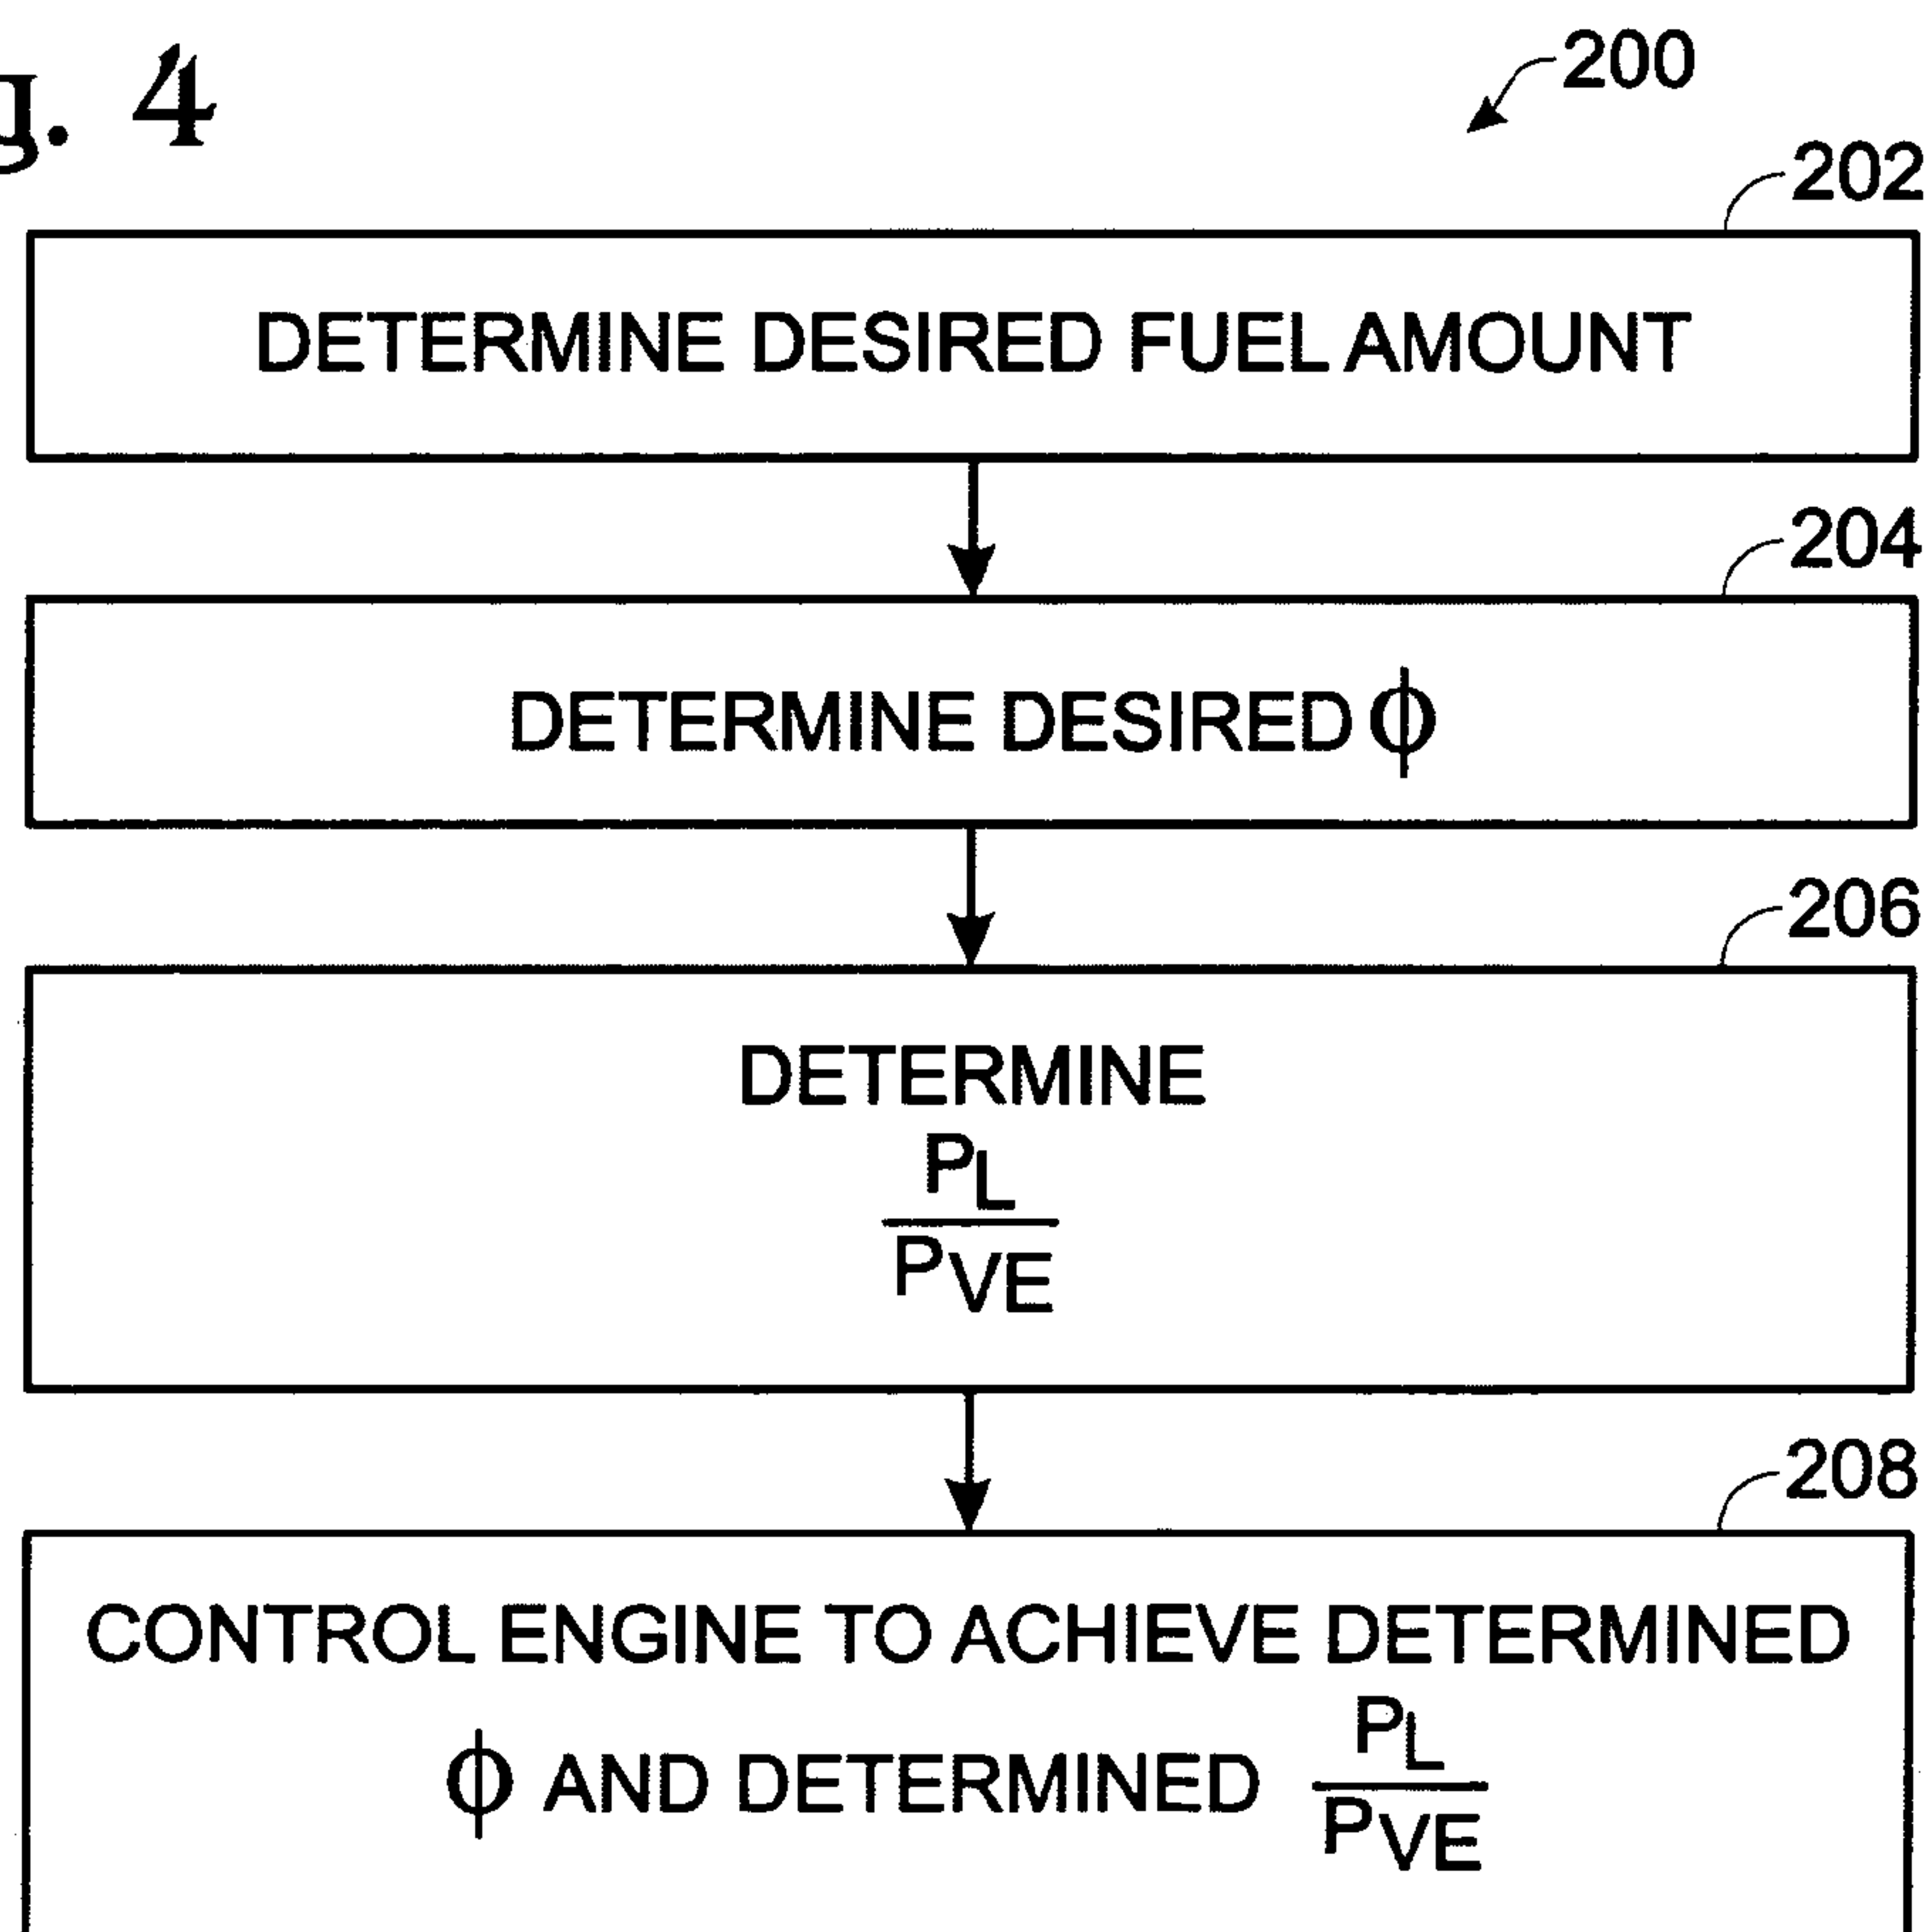 g. 4
200
202
DETERMINE DESIRED FUEL AMOUNT
204
DETERMINE DESIRED ϕ
206
DETERMINE
PL
PVE
208
CONTROL ENGINE TO ACHIEVE DETERMINED
ϕ AND DETERMINED PL
PVE